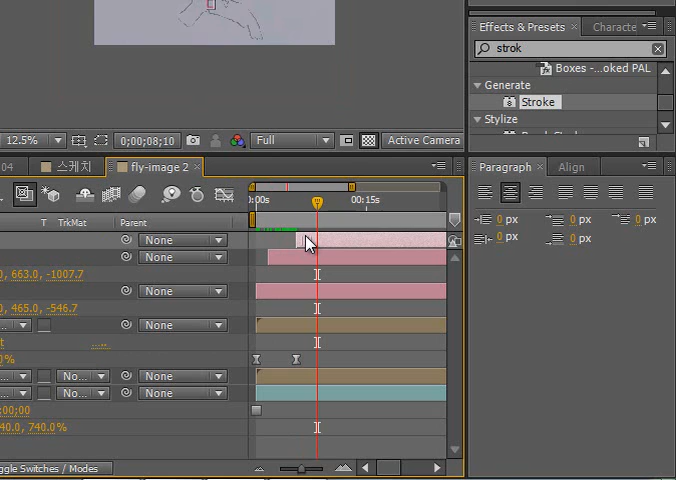 Effects & Presets × Characte
strok
Boxes -...oked PAL
Generate
Stroke
Stylize
12.5% 0;00;08;10 Full Active Camera
04 스케치 fly-image 2 ×
Paragraph × Align
:00s 00:15s
T TrkMat Parent
0 px 0 px 0 px
0 px 0 px
None
None
0, 663.0, -1007.7
None
0, 465.0, -546.7
None
0%
No... None
No... None
00;00
40.0, 740.0%
ggle Switches / Modes